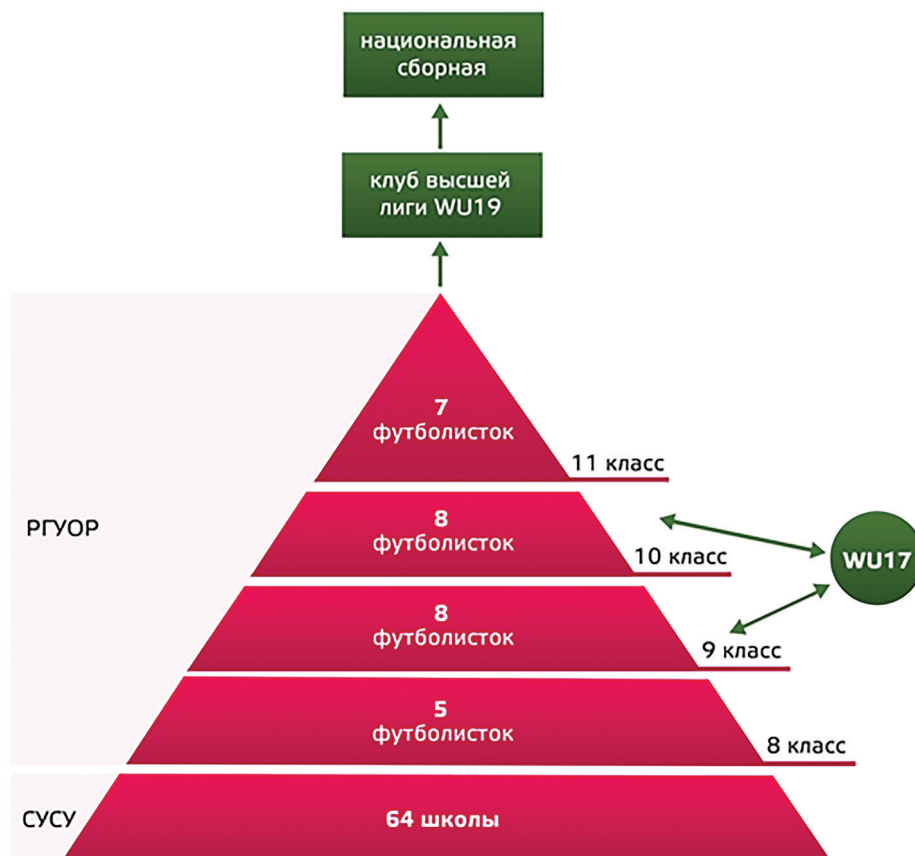 национальная
сборная
клуб высшей
лиги WU19
7
футболисток
11 класс
РГУОР
8
футболисток
10 класс
WU17
8
футболисток
9 класс
5
футболисток
8 класс
СУСУ
64 школы